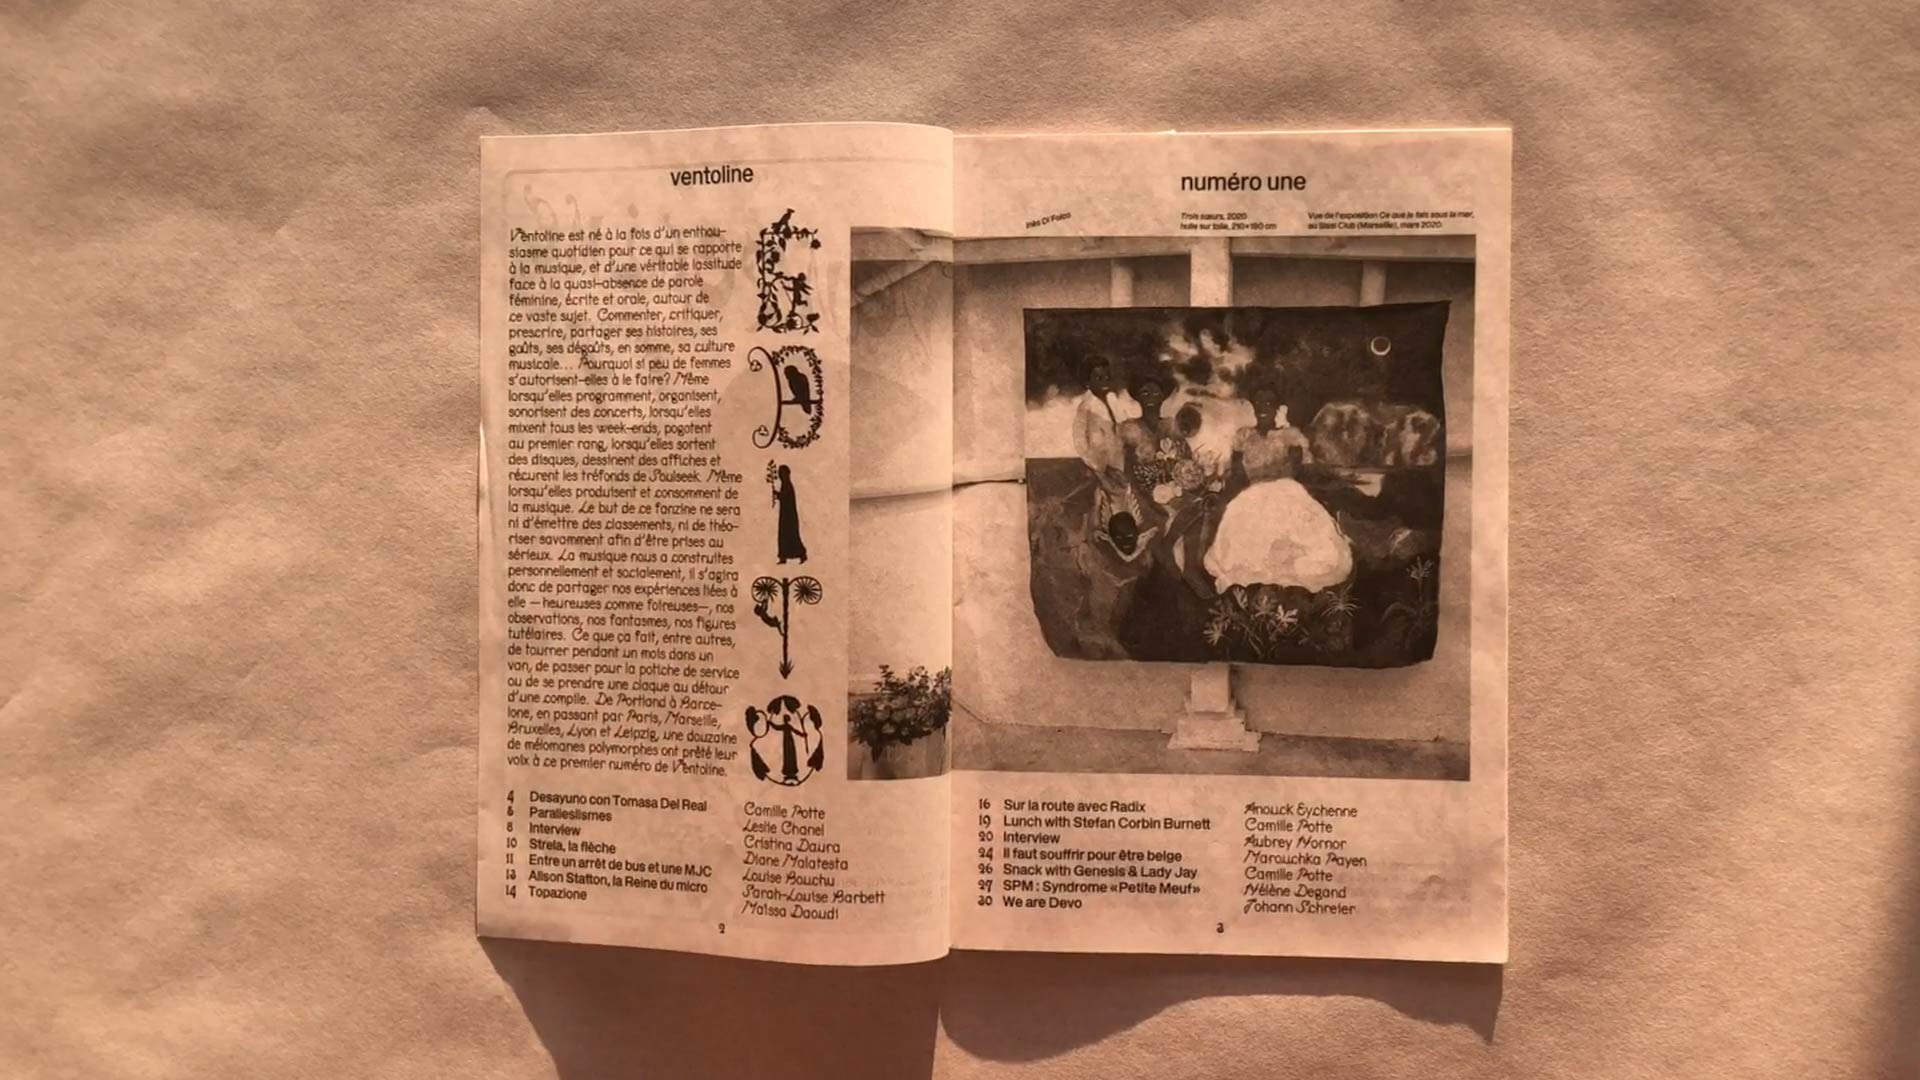 ventoline
Ventoline est né à la fois d'un enthou-
siasme quotidien pour ce qui se rapporte
à la musique, et d'une véritable lassitude
face à la quasi-absence de parole
féminine, écrite et orale, autour de
ce vaste sujet. Commenter, critiquer,
prescrire, partager ses histoires, ses
goûts, ses dégoûts, en somme, sa culture
musicale... Pourquoi si peu de femmes
s'autorisent-elles à le faire? Même
lorsqu'elles programment, organisent,
sonorisent des concerts, lorsqu'elles
mixent tous les week-ends, pogotent
au premier rang, lorsqu'elles sortent
des disques, dessinent des affiches et
récurent les tréfonds de Soulseek. Même
lorsqu'elles produisent et consomment de
la musique. Le but de ce fanzine ne sera
ni d'émettre des classements, ni de théo-
riser savamment afin d'être prises au
sérieux. La musique nous a construites
personnellement et socialement, il s'agira
donc de partager nos expériences liées à
elle — heureuses comme foireuses—, nos
observations, nos fantasmes, nos figures
tutélaires. Ce que ça fait, entre autres,
de tourner pendant un mois dans un
van, de passer pour la potiche de service
ou de se prendre une claque au détour
d'une compile. De Portland à Barce-
lone, en passant par Paris, Marseille,
Bruxelles, Lyon et Leipzig, une douzaine
de mélomanes polymorphes ont prêté leur
voix à ce premier numéro de Ventoline.
4 Desayuno con Tomasa Del Real Camille Potte
6 Paralleslismes Leslie Chanel
8 Interview Cristina Daura
10 Strela, la flèche Diane Malatesta
11 Entre un arrêt de bus et une MJC Louise Bouchu
13 Alison Statton, la Reine du micro Sarah-Louise Barbett
14 Topazione Maïssa Daoudi
2
numéro une
Inès Di Folco
Trois sœurs, 2020
huile sur toile, 210×180 cm
Vue de l'exposition Ce que je fais sous la mer,
au Sissi Club (Marseille), mars 2020
16 Sur la route avec Radix Anouck Eychenne
19 Lunch with Stefan Corbin Burnett Camille Potte
20 Interview Aubrey Hornor
24 Il faut souffrir pour être belge Marouchka Payen
26 Snack with Genesis & Lady Jay Camille Potte
27 SPM : Syndrome «Petite Meuf» Hélène Degand
30 We are Devo Johann Schreier
3